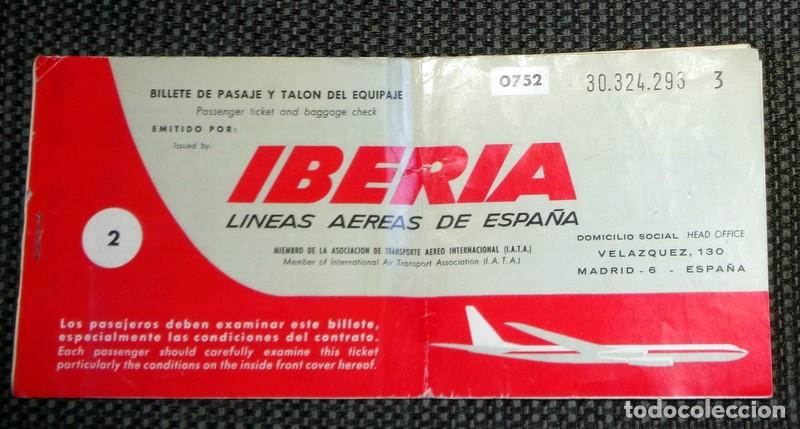 0752 30.324.293 3
BILLETE DE PASAJE Y TALON DEL EQUIPAJE
Passenger ticket and baggage check
EMITIDO POR:
Issued by:
IBERIA
LINEAS AEREAS DE ESPAÑA
MIEMBRO DE LA ASOCIACION DE TRANSPORTE AEREO INTERNACIONAL (I.A.T.A.)
Member of International Air Transport Association (I.A.T.A.)
DOMICILIO SOCIAL HEAD OFFICE
VELAZQUEZ, 130
MADRID - 6 - ESPAÑA
2
Los pasajeros deben examinar este billete,
especialmente las condiciones del contrato.
Each passenger should carefully examine this ticket
particularly the conditions on the inside front cover hereof.
todocoleccion